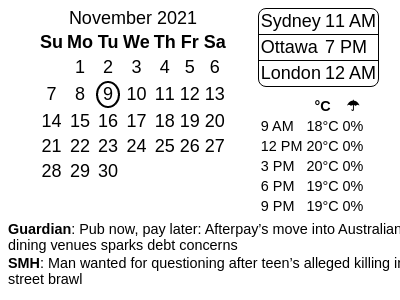 November 2021
Su Mo Tu We Th Fr Sa
1 2 3 4 5 6
7 8 9 10 11 12 13
14 15 16 17 18 19 20
21 22 23 24 25 26 27
28 29 30
Sydney 11 AM
Ottawa 7 PM
London 12 AM
°C ☂
9 AM 18°C 0%
12 PM 20°C 0%
3 PM 20°C 0%
6 PM 19°C 0%
9 PM 19°C 0%
Guardian: Pub now, pay later: Afterpay’s move into Australian
dining venues sparks debt concerns
SMH: Man wanted for questioning after teen’s alleged killing in
street brawl